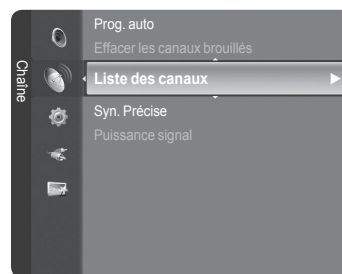 Chaîne
Prog. auto
Effacer les canaux brouillés
Liste des canaux
Syn. Précise
Puissance signal